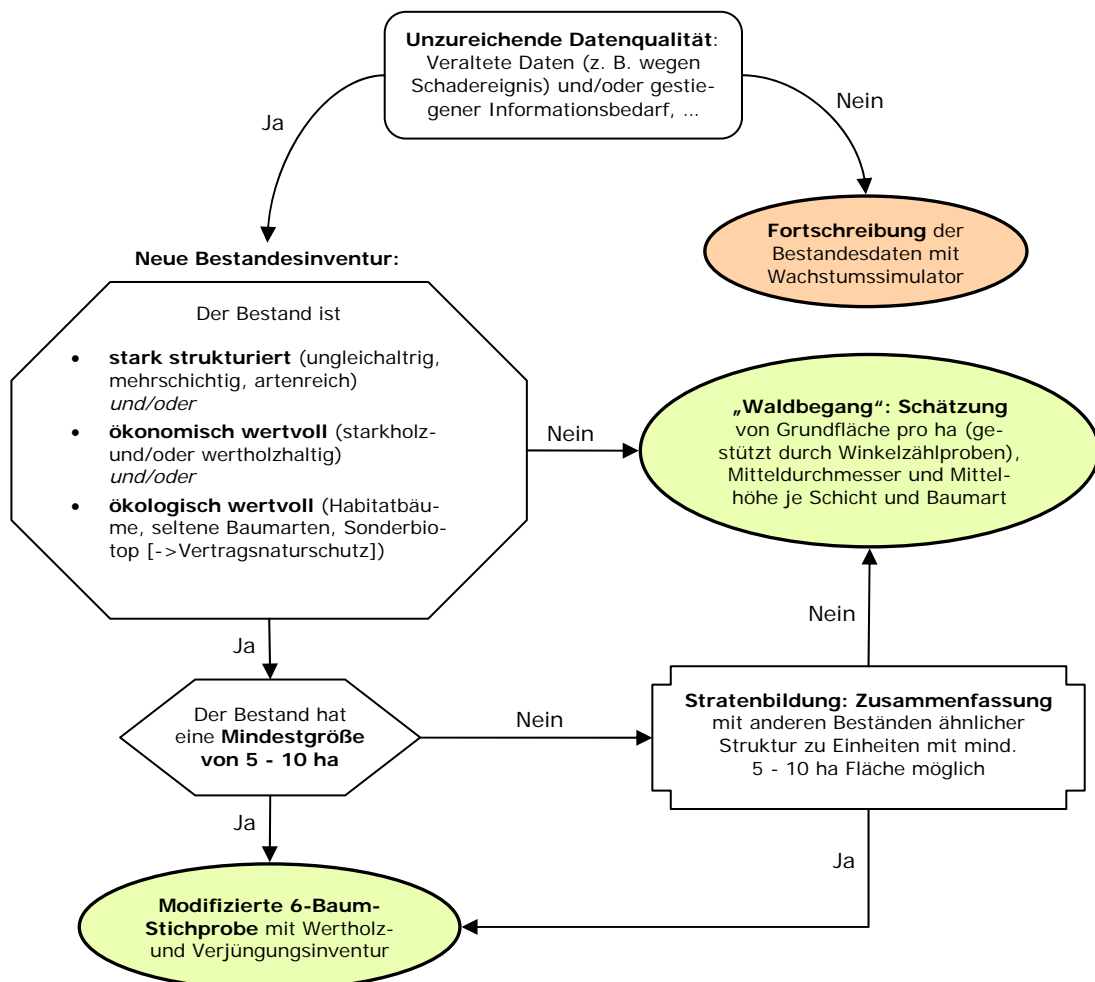 Unzureichende Datenqualität:
Veraltete Daten (z. B. wegen
Schadereignis) und/oder gestie-
gener Informationsbedarf, ...
Ja
Nein
Fortschreibung der
Bestandesdaten mit
Wachstumssimulator
Neue Bestandesinventur:
Der Bestand ist
• stark strukturiert (ungleichaltrig,
mehrschichtig, artenreich)
und/oder
• ökonomisch wertvoll (starkholz-
und/oder wertholzhaltig)
und/oder
• ökologisch wertvoll (Habitatbäu-
me, seltene Baumarten, Sonderbio-
top [->Vertragsnaturschutz])
Nein
„Waldbegang“: Schätzung
von Grundfläche pro ha (ge-
stützt durch Winkelzählproben),
Mitteldurchmesser und Mittel-
höhe je Schicht und Baumart
Ja
Nein
Der Bestand hat
eine Mindestgröße
von 5 - 10 ha
Nein
Stratenbildung: Zusammenfassung
mit anderen Beständen ähnlicher
Struktur zu Einheiten mit mind.
5 - 10 ha Fläche möglich
Ja
Ja
Modifizierte 6-Baum-
Stichprobe mit Wertholz-
und Verjüngungsinventur